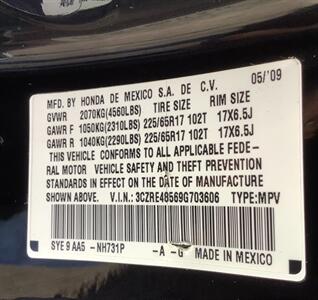 MFD. BY HONDA DE MEXICO S.A. DE C.V. 05/'09
GVWR 2070KG(4560LBS) TIRE SIZE RIM SIZE
GAWR F 1050KG(2310LBS) 225/65R17 102T 17X6.5J
GAWR R 1040KG(2290LBS) 225/65R17 102T 17X6.5J
THIS VEHICLE CONFORMS TO ALL APPLICABLE FEDE-
RAL MOTOR VEHICLE SAFETY AND THEFT PREVENTION
STANDARDS IN EFFECT ON THE DATE OF MANUFACTURE
SHOWN ABOVE. V.I.N.: 3CZRE48569G703606 TYPE:MPV
SYE 9 AA5 -NH731P -A -G MADE IN MEXICO